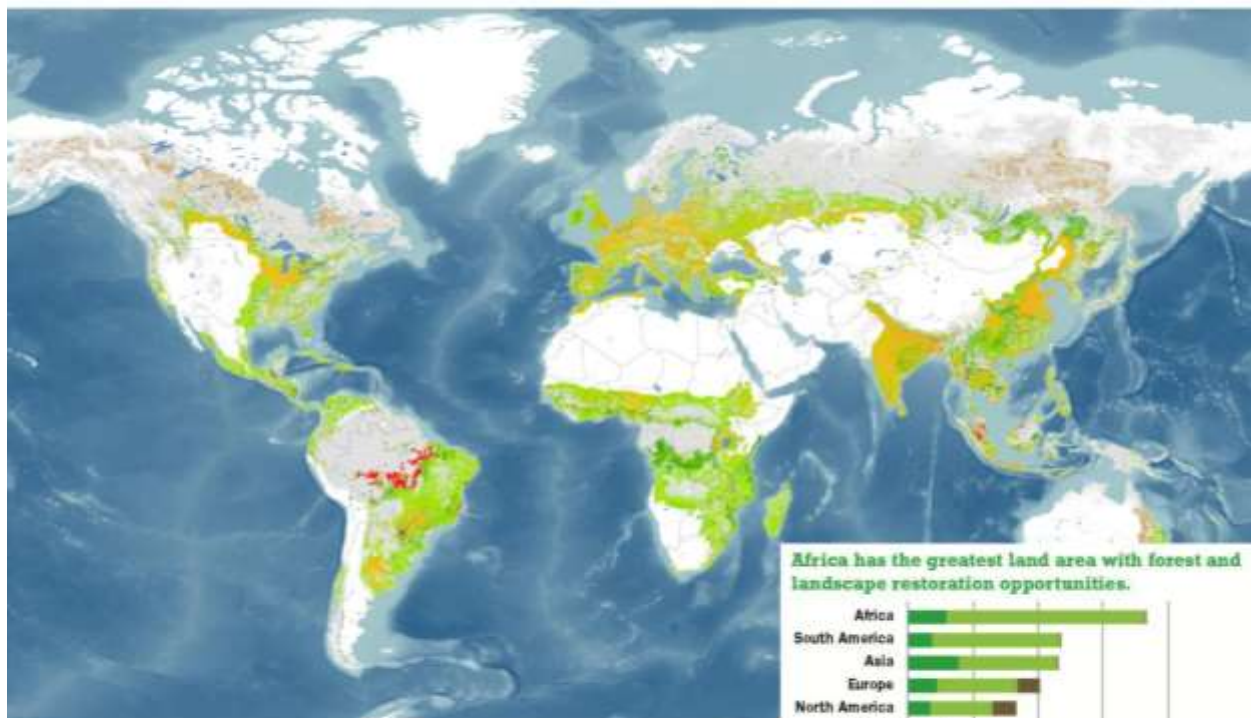 Africa has the greatest land area with forest and
landscape restoration opportunities.
Africa
South America
Asia
Europe
North America